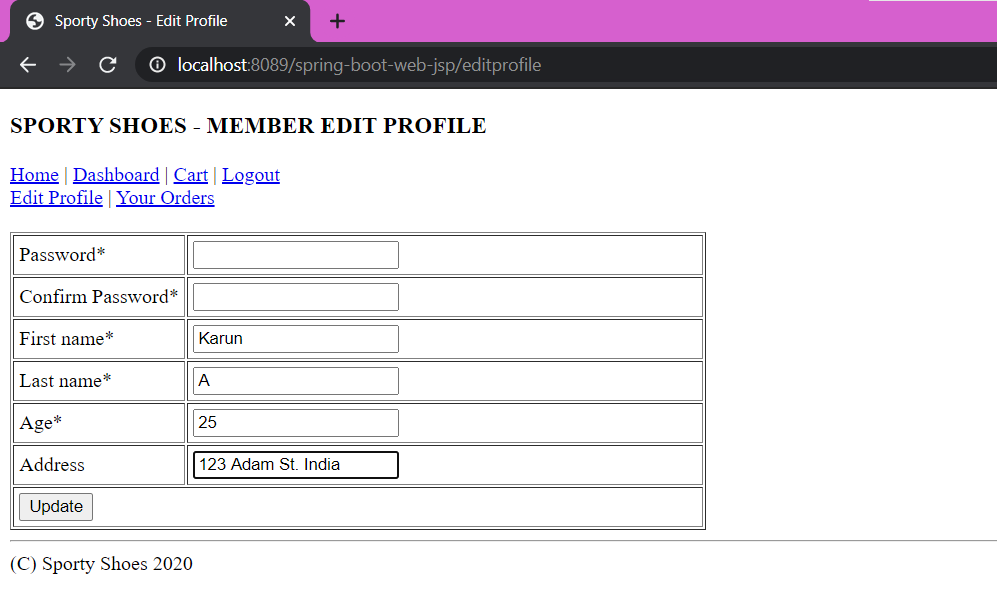 Sporty Shoes - Edit Profile
localhost:8089/spring-boot-web-jsp/editprofile
SPORTY SHOES - MEMBER EDIT PROFILE
Home | Dashboard | Cart | Logout
Edit Profile | Your Orders
Password*
Confirm Password*
First name* Karun
Last name* A
Age* 25
Address 123 Adam St. India
Update
(C) Sporty Shoes 2020